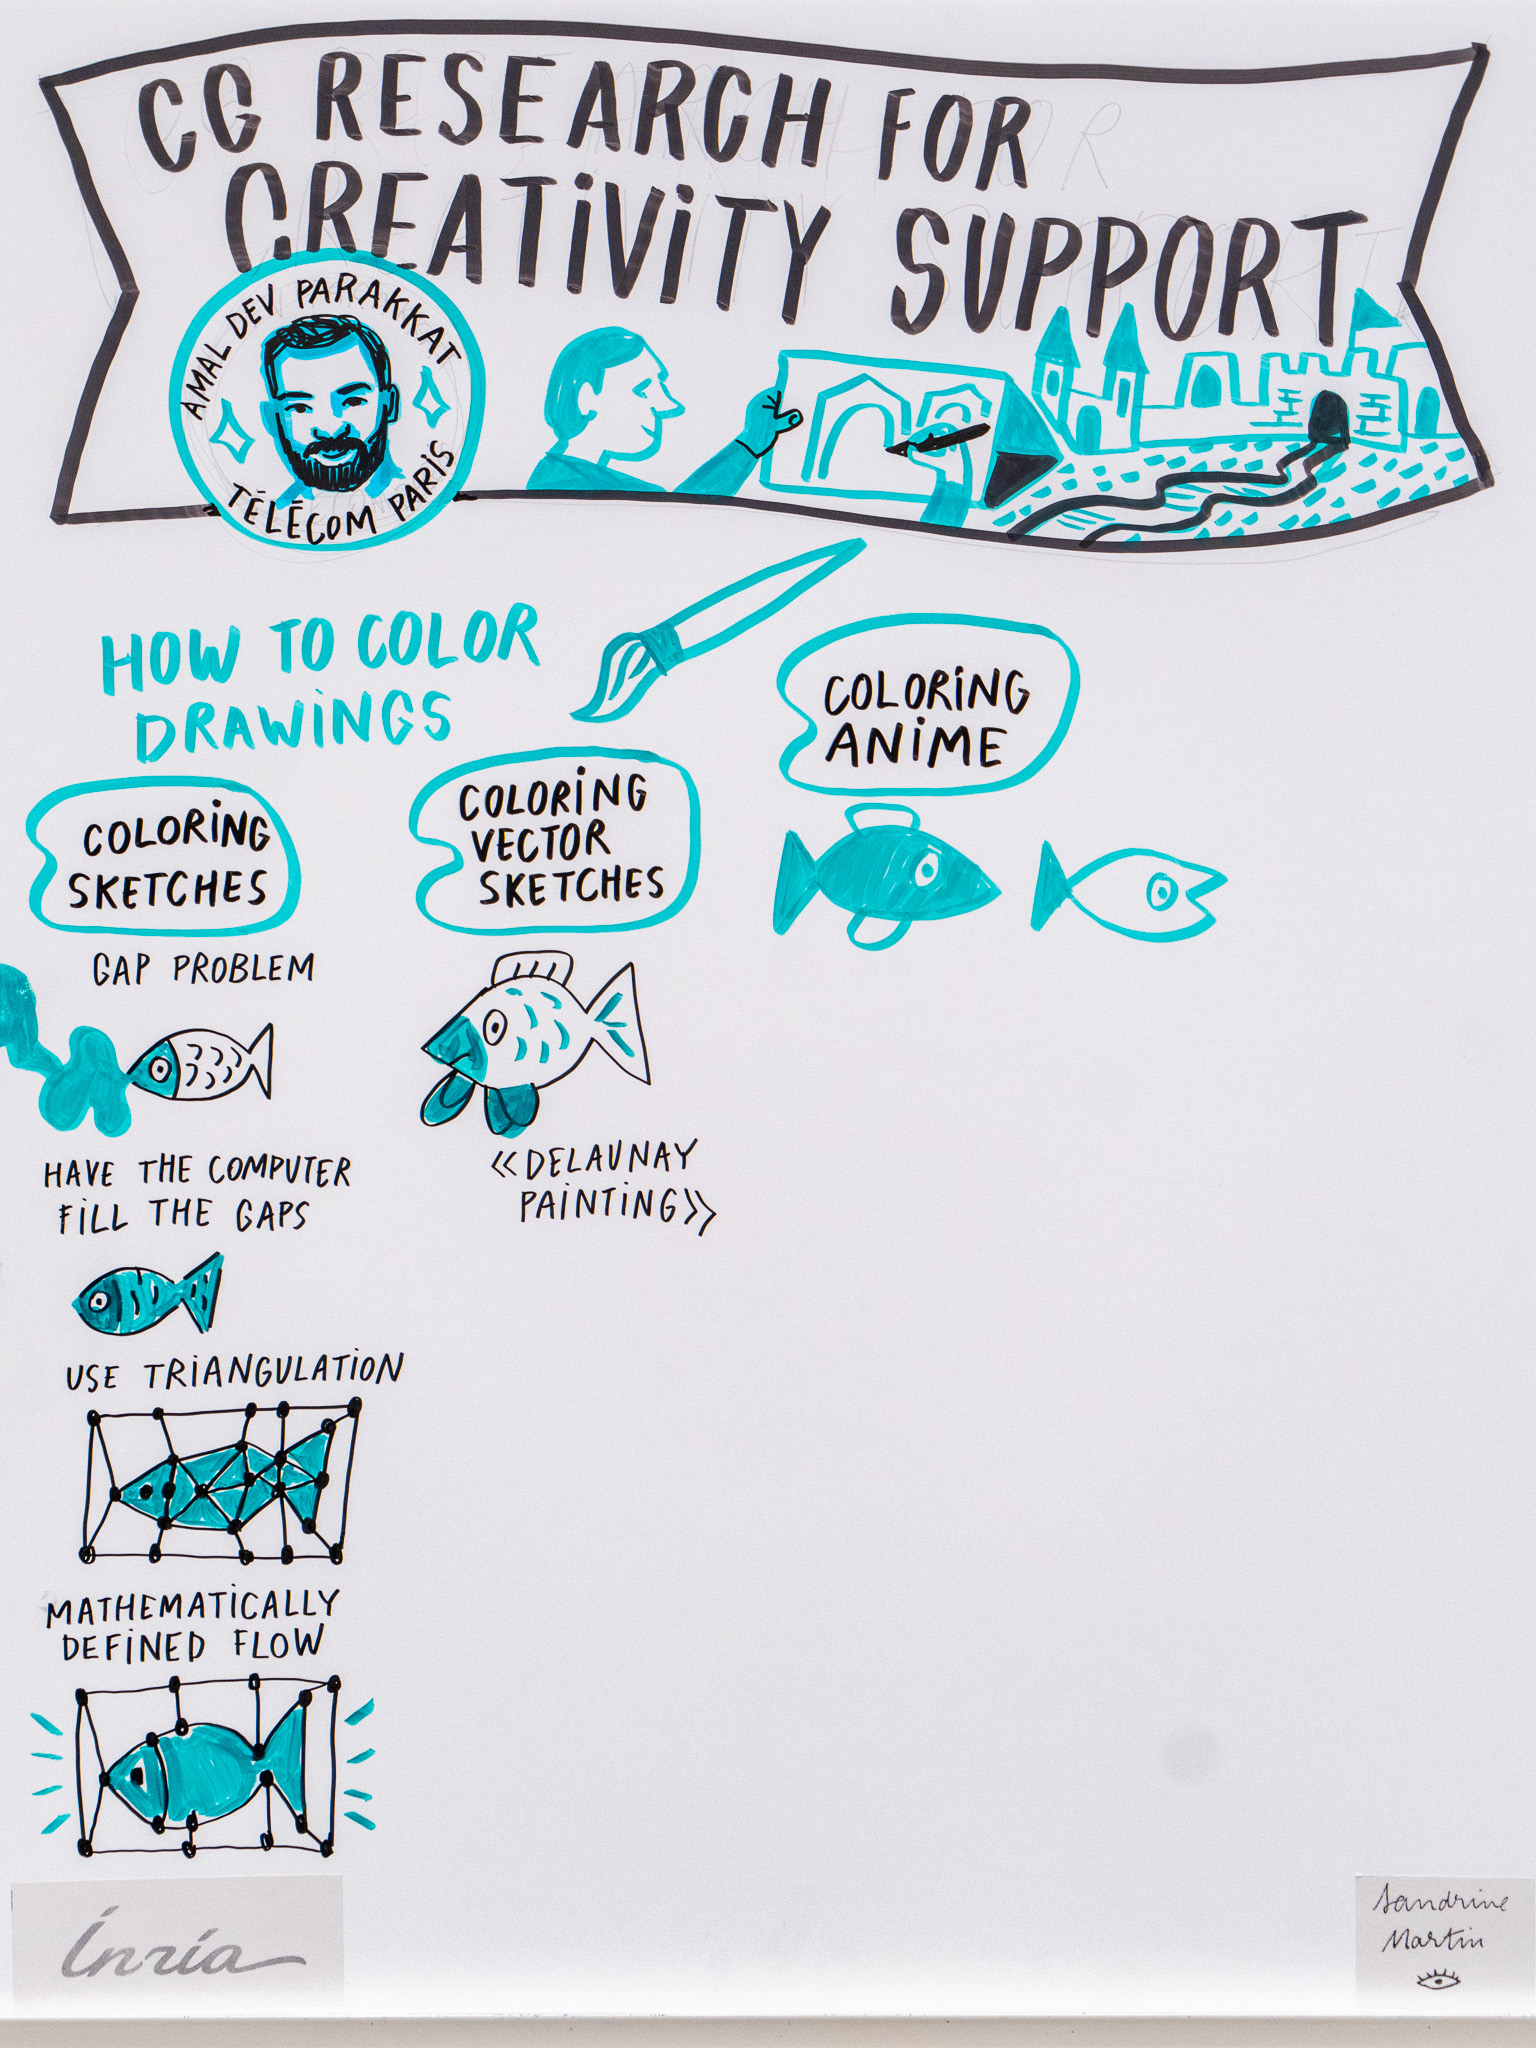 CG RESEARCH FOR
CREATIVITY SUPPORT
AMAL DEV PARAKKAT
TÉLÉCOM PARIS
HOW TO COLOR
DRAWINGS
COLORING
SKETCHES
GAP PROBLEM
HAVE THE COMPUTER
FILL THE GAPS
USE TRIANGULATION
MATHEMATICALLY
DEFINED FLOW
COLORING
VECTOR
SKETCHES
<<DELAUNAY
PAINTING>>
COLORING
ANIME
Inria
Sandrine
Martin